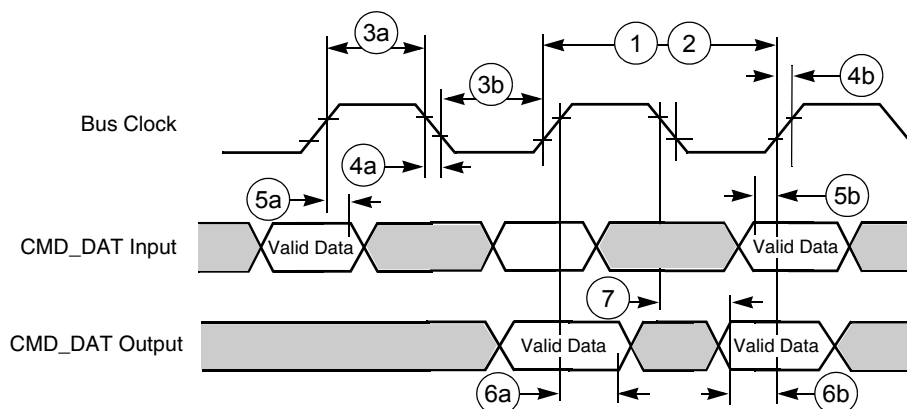 3a
1 2
3b
4b
Bus Clock
4a
5a
5b
CMD_DAT Input
Valid Data
Valid Data
7
CMD_DAT Output
Valid Data
Valid Data
6a
6b